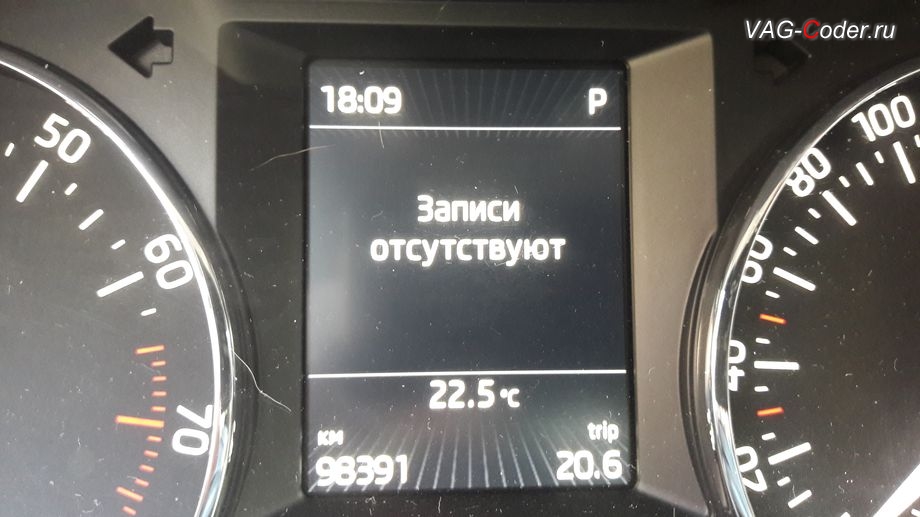 VAG-Coder.ru
18:09 P
Записи
отсутствуют
22.5 °C
км trip
98391 20.6
50
60
70
100
80
60
40
20